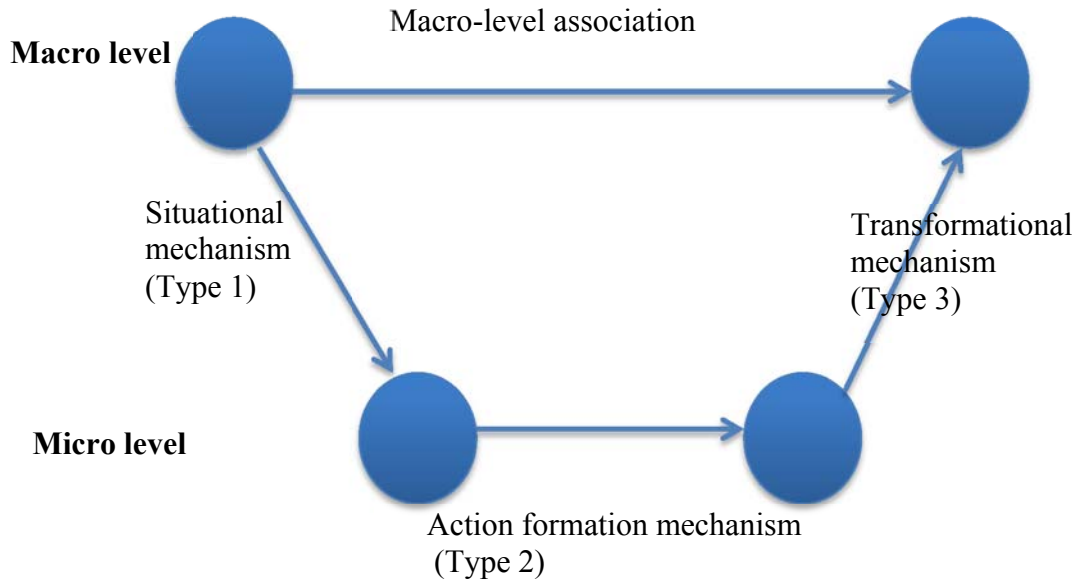 Macro-level association
Macro level
Situational
mechanism
(Type 1)
Transformational
mechanism
(Type 3)
Micro level
Action formation mechanism
(Type 2)